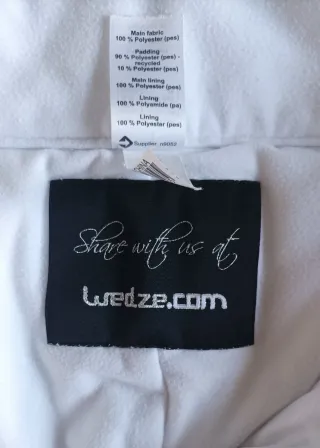 Main fabric
100 % Polyester (pes)
Padding
90 % Polyester (pes) -
recycled
10 % Polyester (pes)
Main lining
100 % Polyester (pes)
Lining
100 % Polyamide (pa)
Lining
100 % Polyester (pes)
Supplier
Share with us at
wedze.com